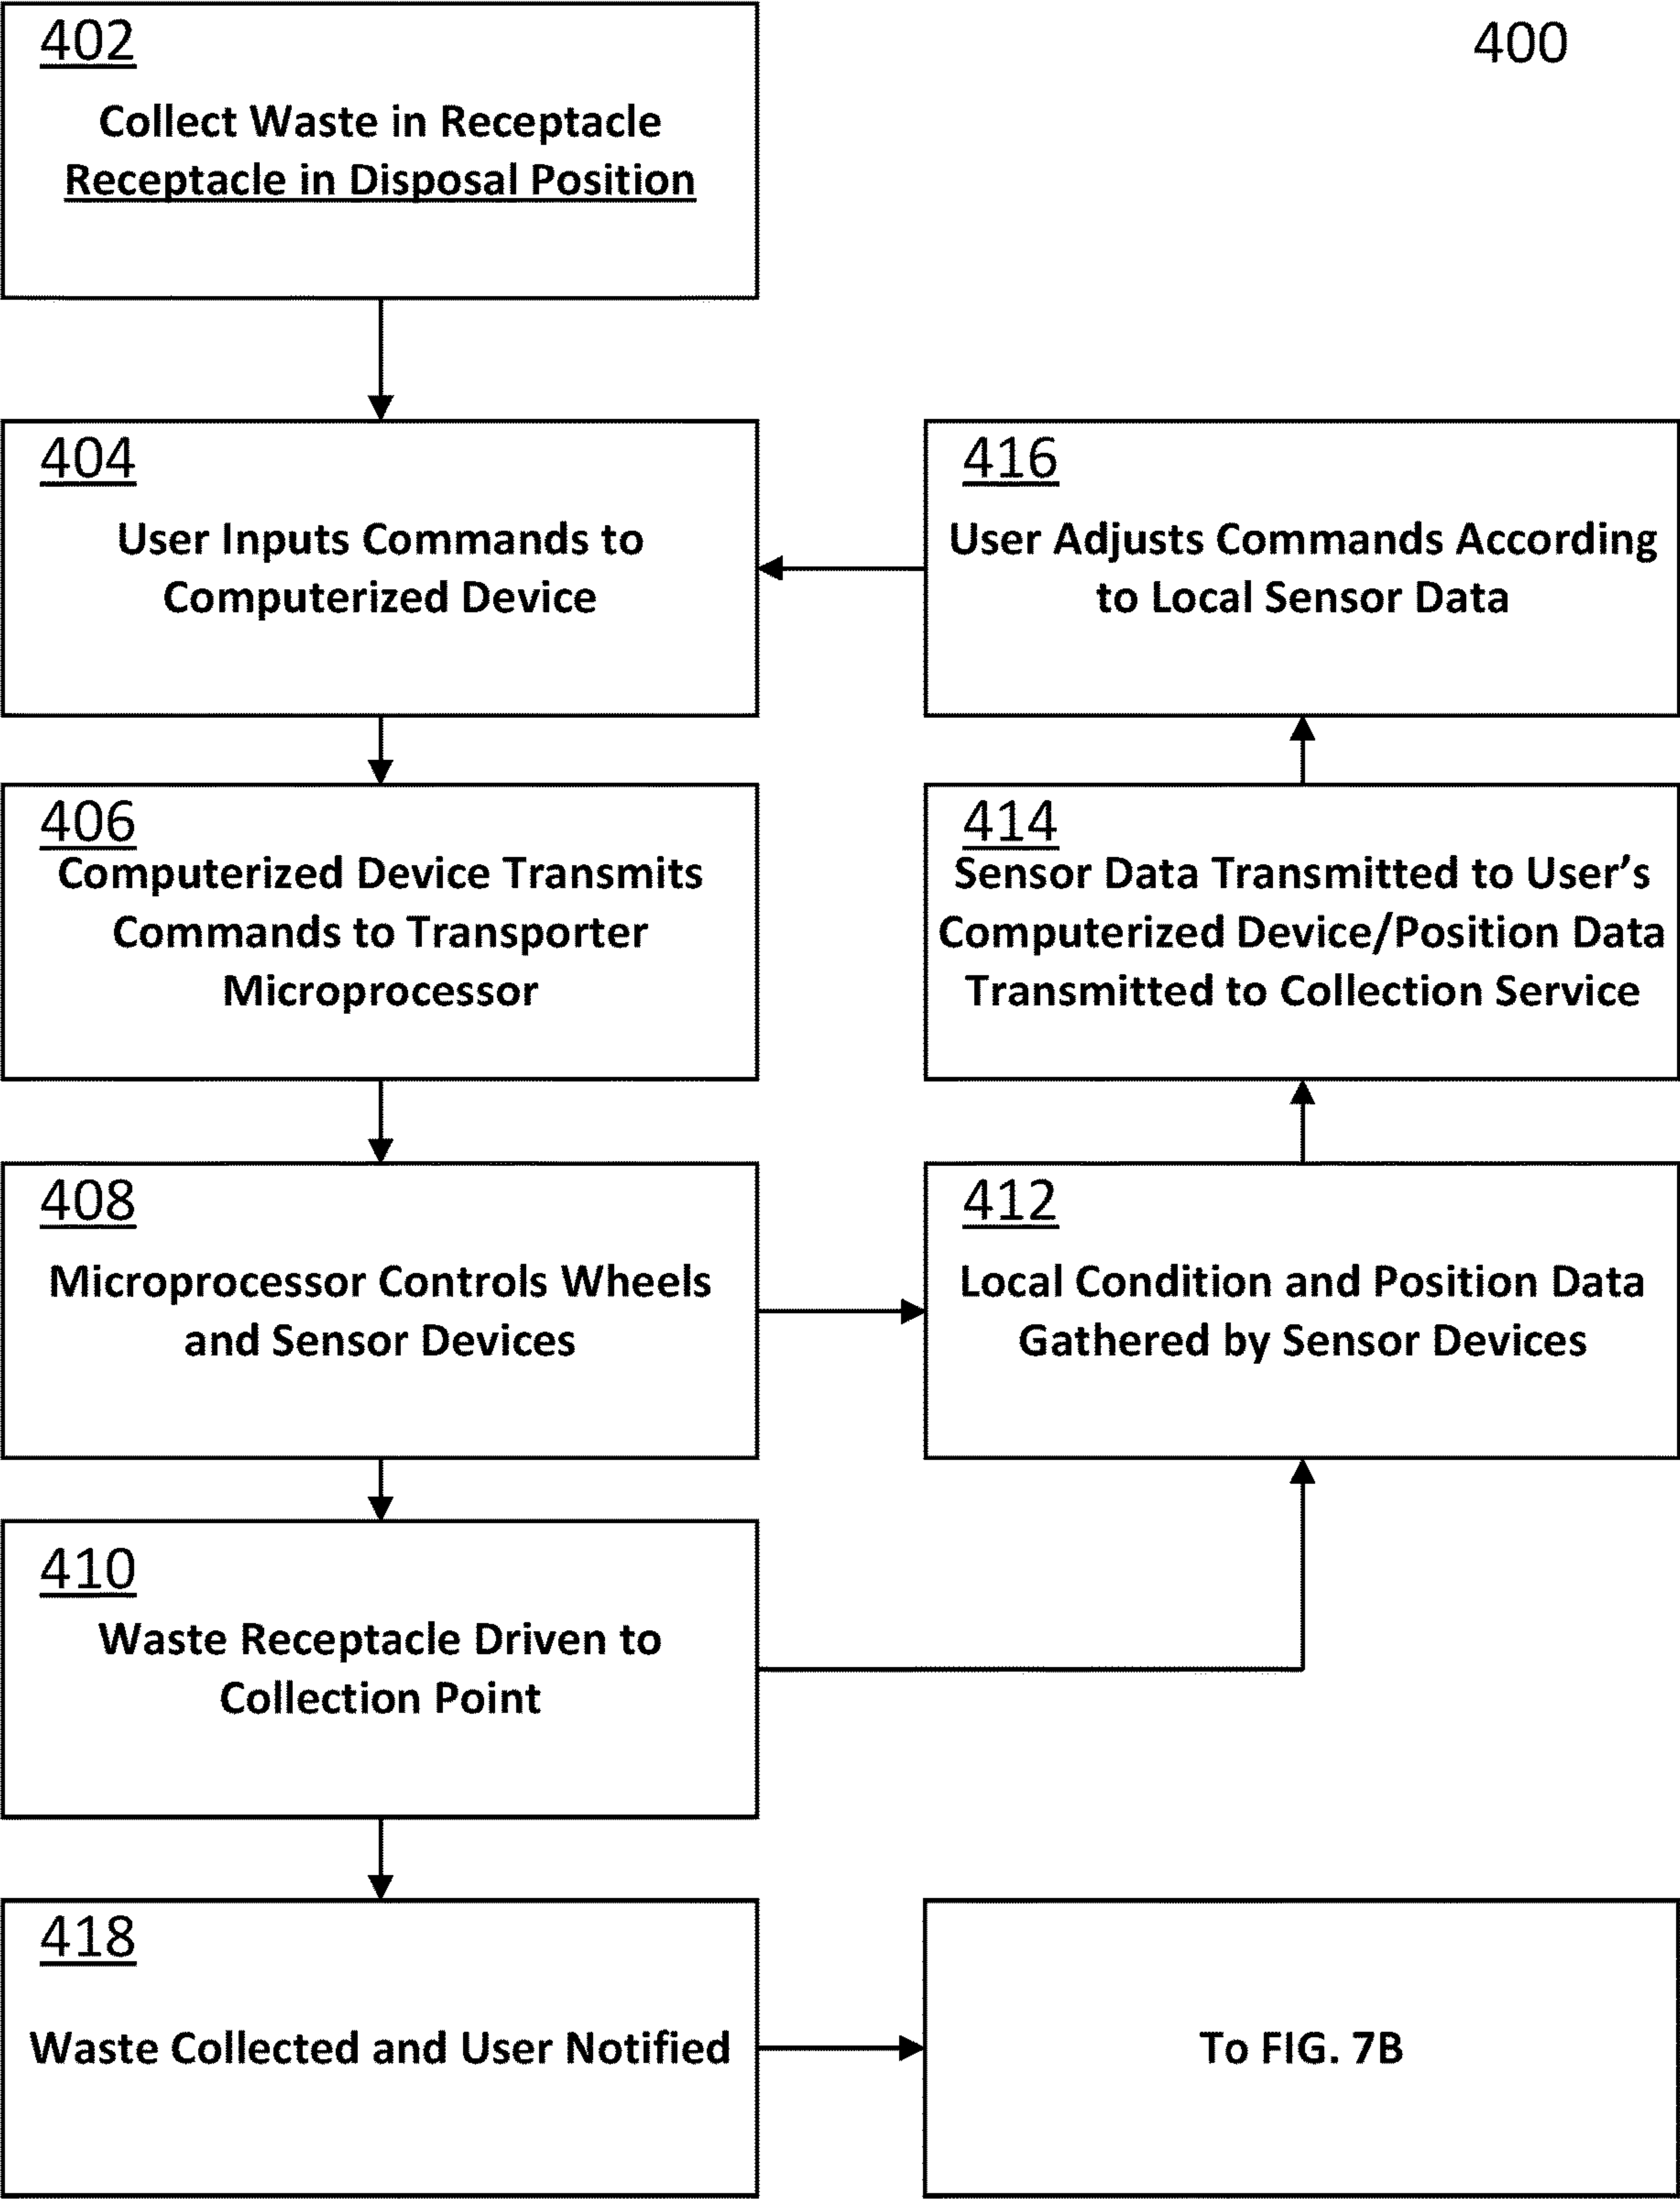 400
402
Collect Waste in Receptacle
Receptacle in Disposal Position
404
User Inputs Commands to
Computerized Device
416
User Adjusts Commands According
to Local Sensor Data
406
Computerized Device Transmits
Commands to Transporter
Microprocessor
414
Sensor Data Transmitted to User’s
Computerized Device/Position Data
Transmitted to Collection Service
408
Microprocessor Controls Wheels
and Sensor Devices
412
Local Condition and Position Data
Gathered by Sensor Devices
410
Waste Receptacle Driven to
Collection Point
418
Waste Collected and User Notified
To FIG. 7B